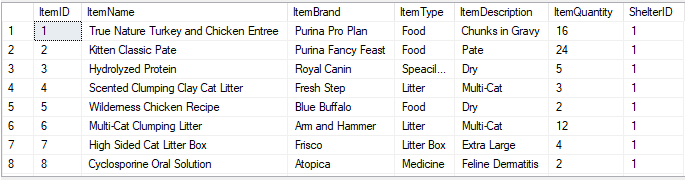 ItemID ItemName ItemBrand ItemType ItemDescription ItemQuantity ShelterID
1 1 True Nature Turkey and Chicken Entree Purina Pro Plan Food Chunks in Gravy 16 1
2 2 Kitten Classic Pate Purina Fancy Feast Food Pate 24 1
3 3 Hydrolyzed Protein Royal Canin Speacil... Dry 5 1
4 4 Scented Clumping Clay Cat Litter Fresh Step Litter Multi-Cat 3 1
5 5 Wilderness Chicken Recipe Blue Buffalo Food Dry 2 1
6 6 Multi-Cat Clumping Litter Arm and Hammer Litter Multi-Cat 12 1
7 7 High Sided Cat Litter Box Frisco Litter Box Extra Large 4 1
8 8 Cyclosporine Oral Solution Atopica Medicine Feline Dermatitis 2 1